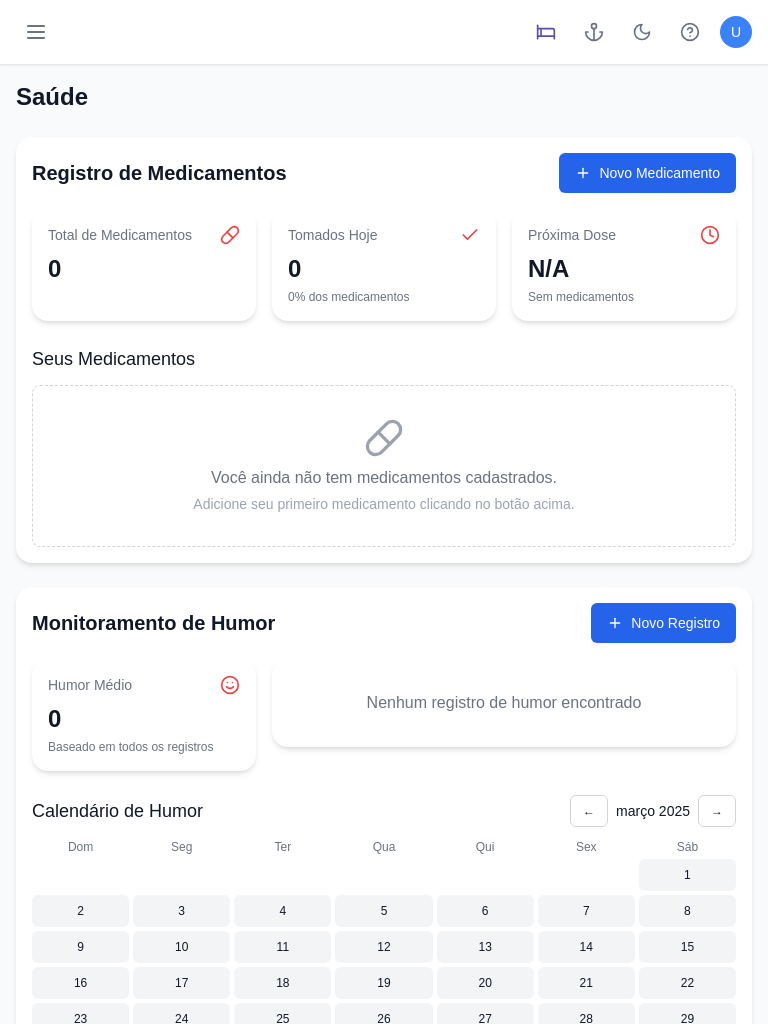 U
Saúde
Registro de Medicamentos
Novo Medicamento
Total de Medicamentos
0
Tomados Hoje
0
0% dos medicamentos
Próxima Dose
N/A
Sem medicamentos
Seus Medicamentos
Você ainda não tem medicamentos cadastrados.
Adicione seu primeiro medicamento clicando no botão acima.
Monitoramento de Humor
Novo Registro
Humor Médio
0
Baseado em todos os registros
Nenhum registro de humor encontrado
Calendário de Humor
← março 2025 →
Dom Seg Ter Qua Qui Sex Sáb
1
2 3 4 5 6 7 8
9 10 11 12 13 14 15
16 17 18 19 20 21 22
23 24 25 26 27 28 29